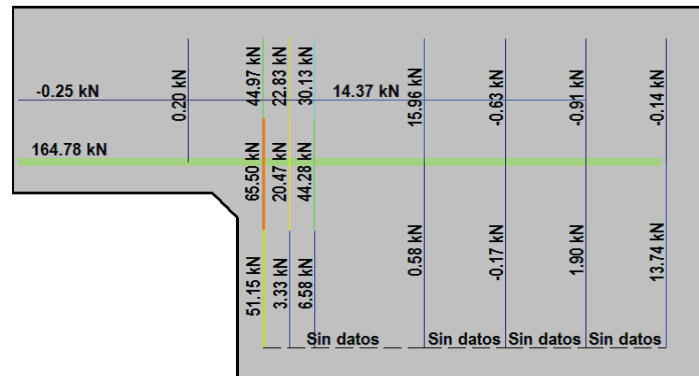 44.97 kN
22.83 kN
30.13 kN
0.20 kN
15.96 kN
-0.63 kN
-0.91 kN
-0.14 kN
-0.25 kN
14.37 kN
164.78 kN
65.50 kN
20.47 kN
44.28 kN
51.15 kN
3.33 kN
6.58 kN
0.58 kN
-0.17 kN
1.90 kN
13.74 kN
Sin datos
Sin datos
Sin datos
Sin datos